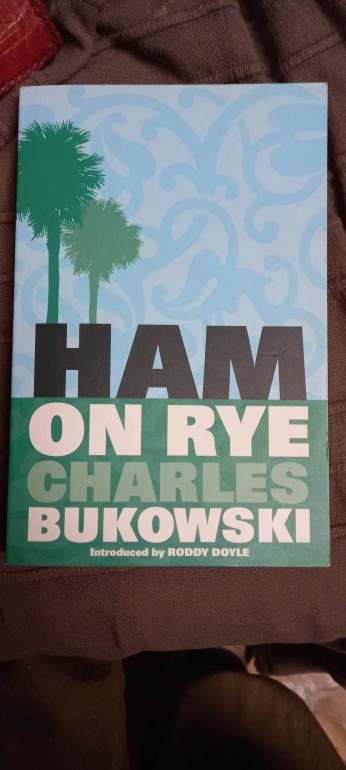 HAM
ON RYE
CHARLES
BUKOWSKI
Introduced by RODDY DOYLE